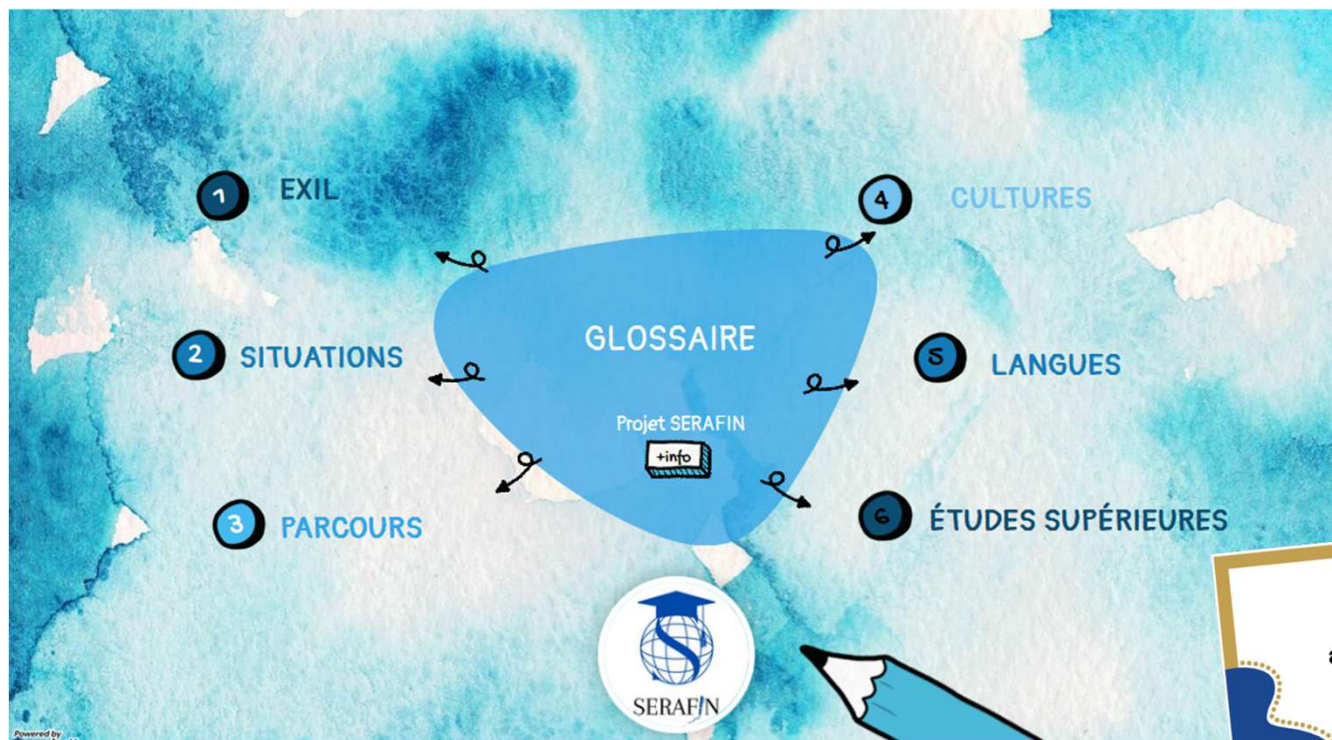 1 EXIL
2 SITUATIONS
3 PARCOURS
GLOSSAIRE
Projet SERAFIN
+info
4 CULTURES
5 LANGUES
6 ÉTUDES SUPÉRIEURES
SERAFIN
Powered by